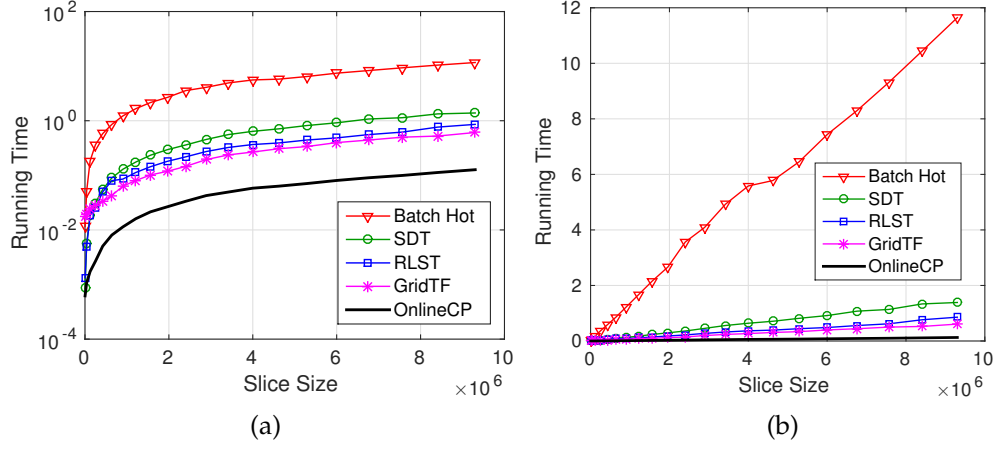 10^2
10^0
10^-2
10^-4
Running Time
Batch Hot
SDT
RLST
GridTF
OnlineCP
0 2 4 6 8 10
Slice Size
×10^6
(a)
12
10
8
6
4
2
0
Running Time
Batch Hot
SDT
RLST
GridTF
OnlineCP
0 2 4 6 8 10
Slice Size
×10^6
(b)